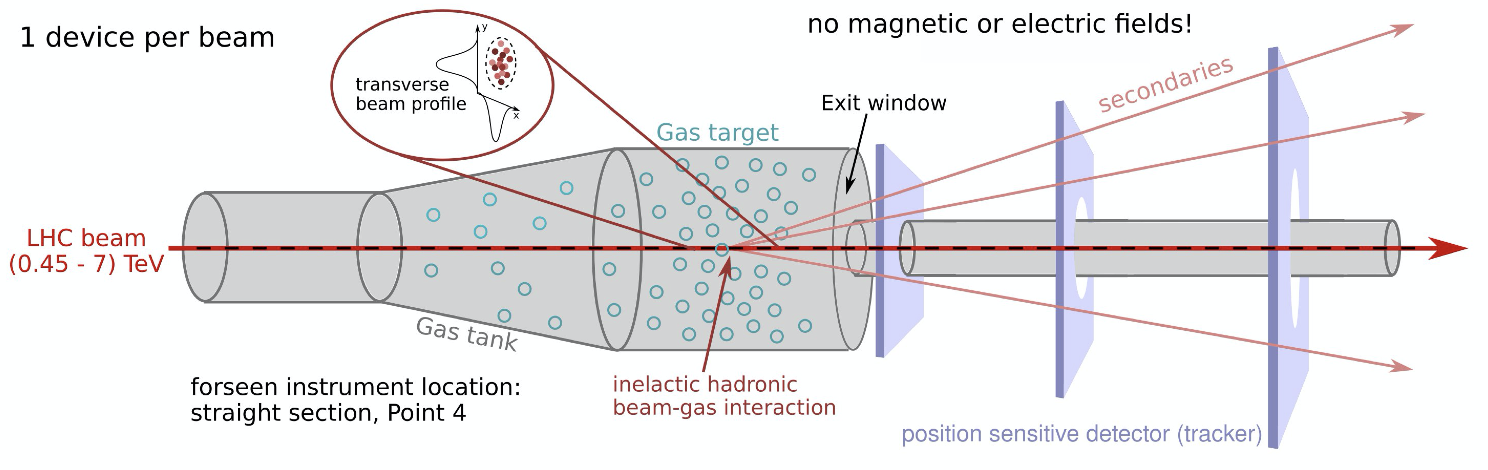 1 device per beam
no magnetic or electric fields!
y
transverse
beam profile
x
secondaries
Exit window
Gas target
LHC beam
(0.45 - 7) TeV
Gas tank
forseen instrument location:
straight section, Point 4
inelactic hadronic
beam-gas interaction
position sensitive detector (tracker)